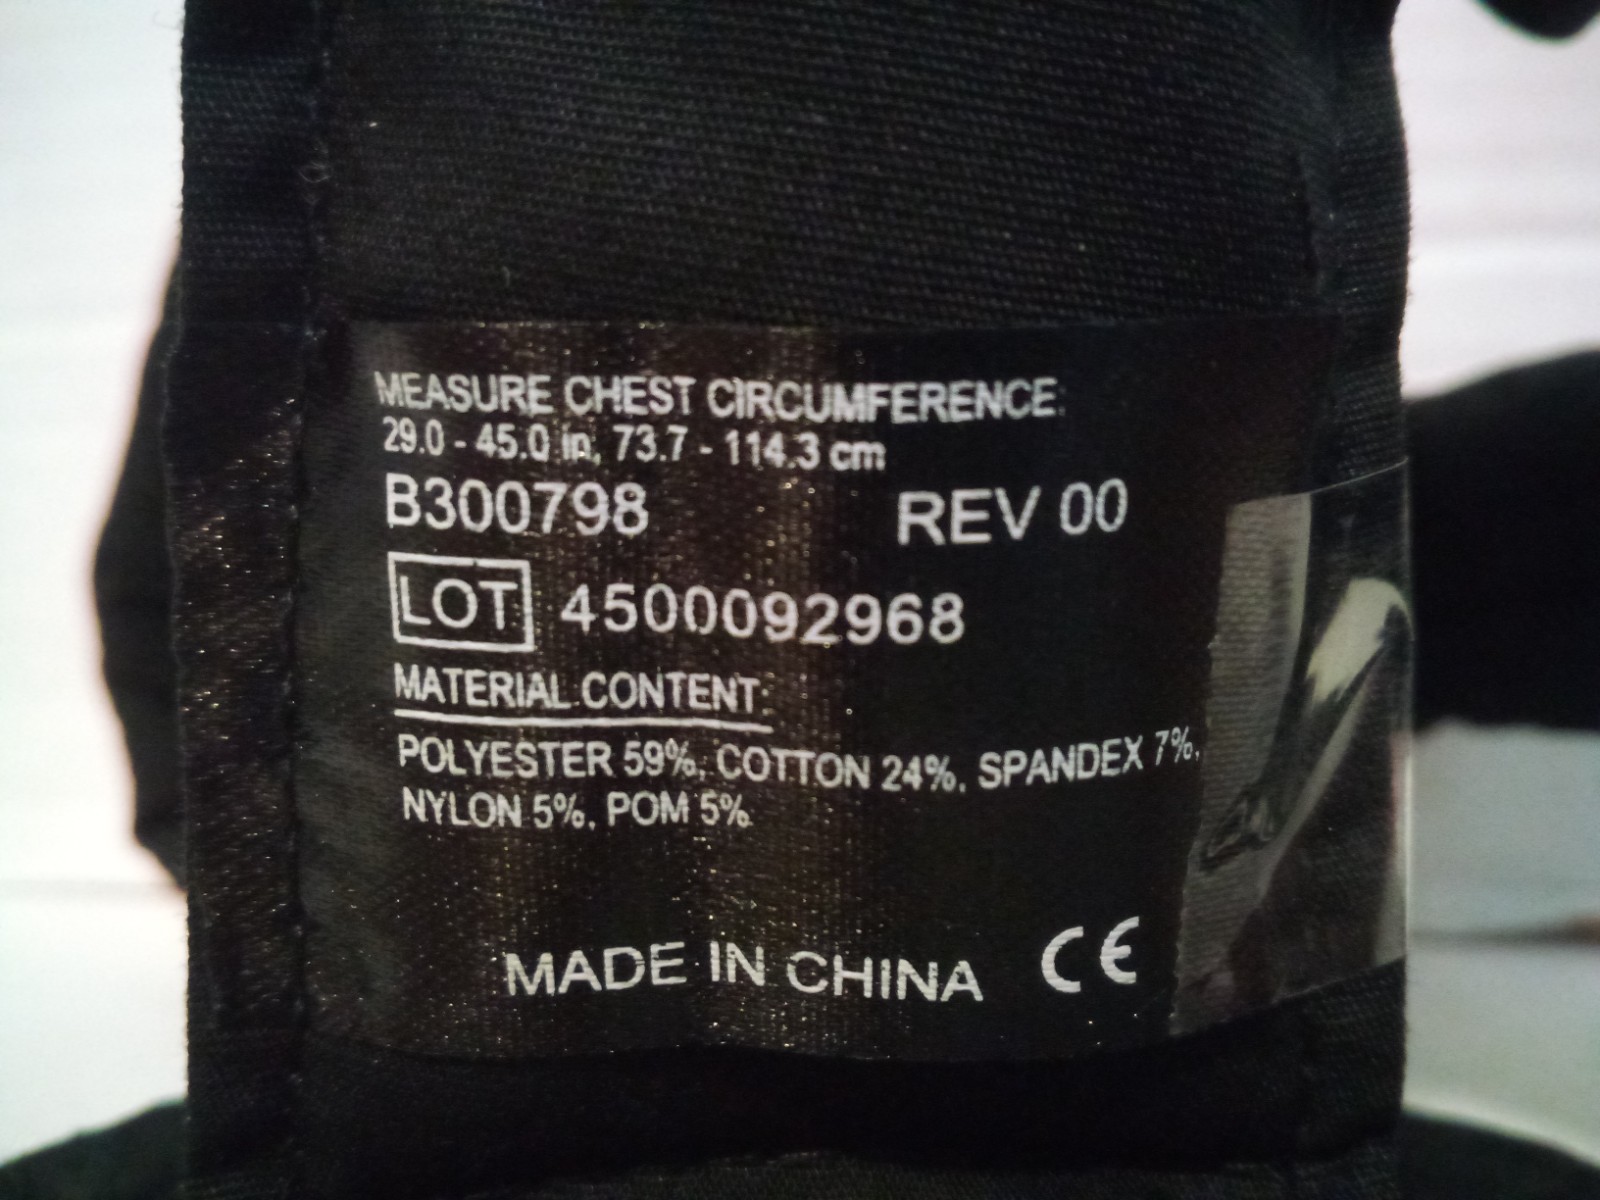 MEASURE CHEST CIRCUMFERENCE:
29.0 - 45.0 in, 73.7 - 114.3 cm
B300798 REV 00
LOT 4500092968
MATERIAL CONTENT:
POLYESTER 59%, COTTON 24%, SPANDEX 7%,
NYLON 5%, POM 5%
MADE IN CHINA CE